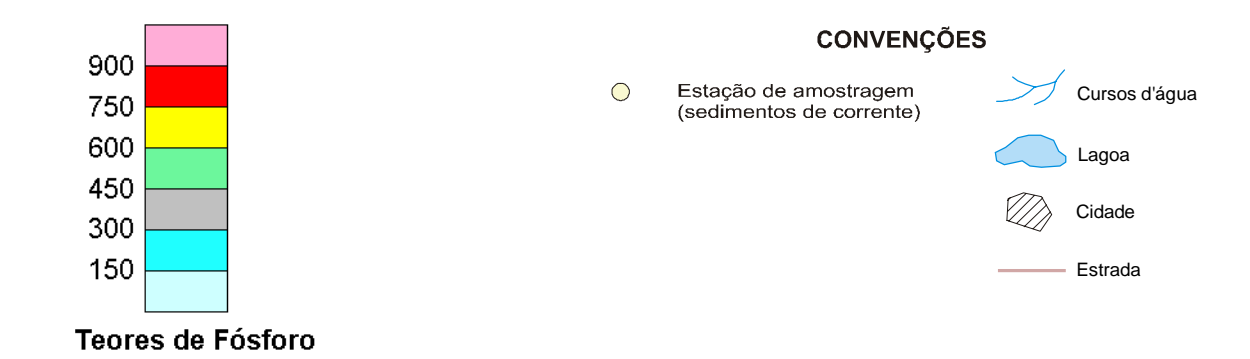 900
750
600
450
300
150
Teores de Fósforo
CONVENÇÕES
Estação de amostragem
(sedimentos de corrente)
Cursos d'água
Lagoa
Cidade
Estrada